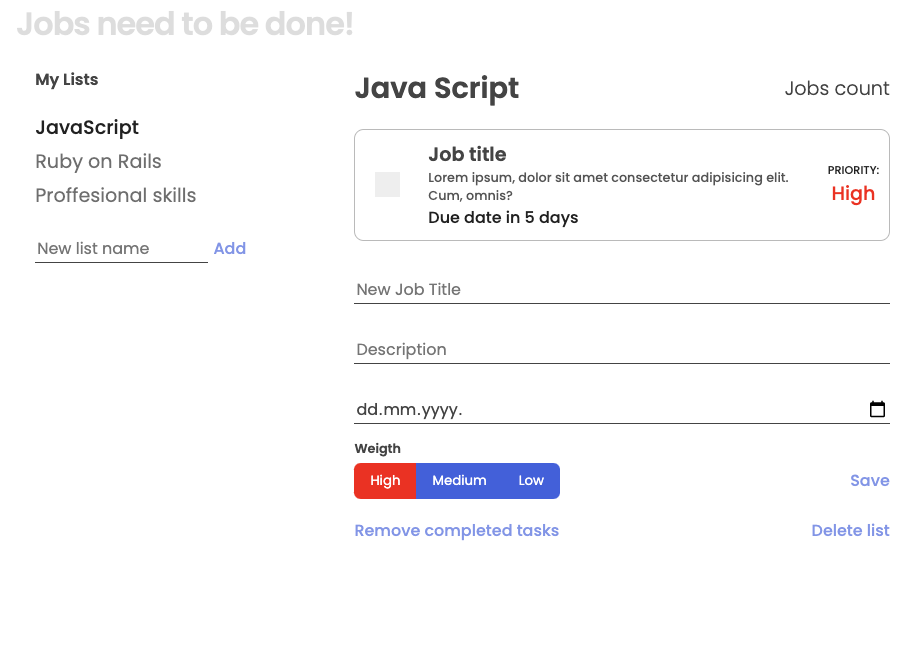 Jobs need to be done!
My Lists
JavaScript
Ruby on Rails
Proffesional skills
New list name
Add
Java Script
Jobs count
Job title
Lorem ipsum, dolor sit amet consectetur adipisicing elit.
Cum, omnis?
Due date in 5 days
PRIORITY:
High
New Job Title
Description
dd.mm.yyyy.
Weigth
High Medium Low
Save
Remove completed tasks
Delete list